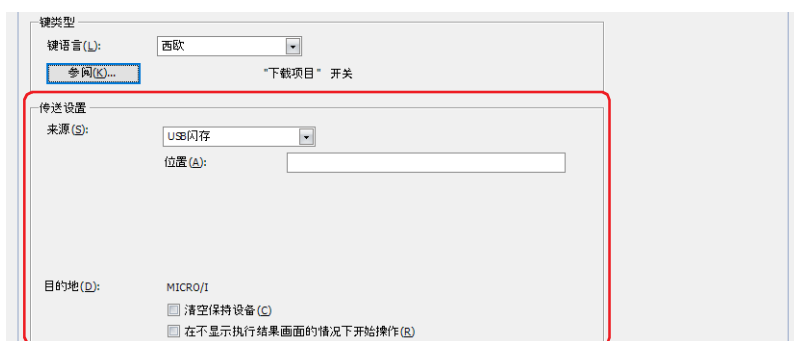 键类型
键语言(L): 西欧
参阅(K)... "下载项目" 开关
传送设置
来源(S): USB闪存
位置(A):
目的地(D): MICRO/I
清空保持设备(C)
在不显示执行结果画面的情况下开始操作(R)